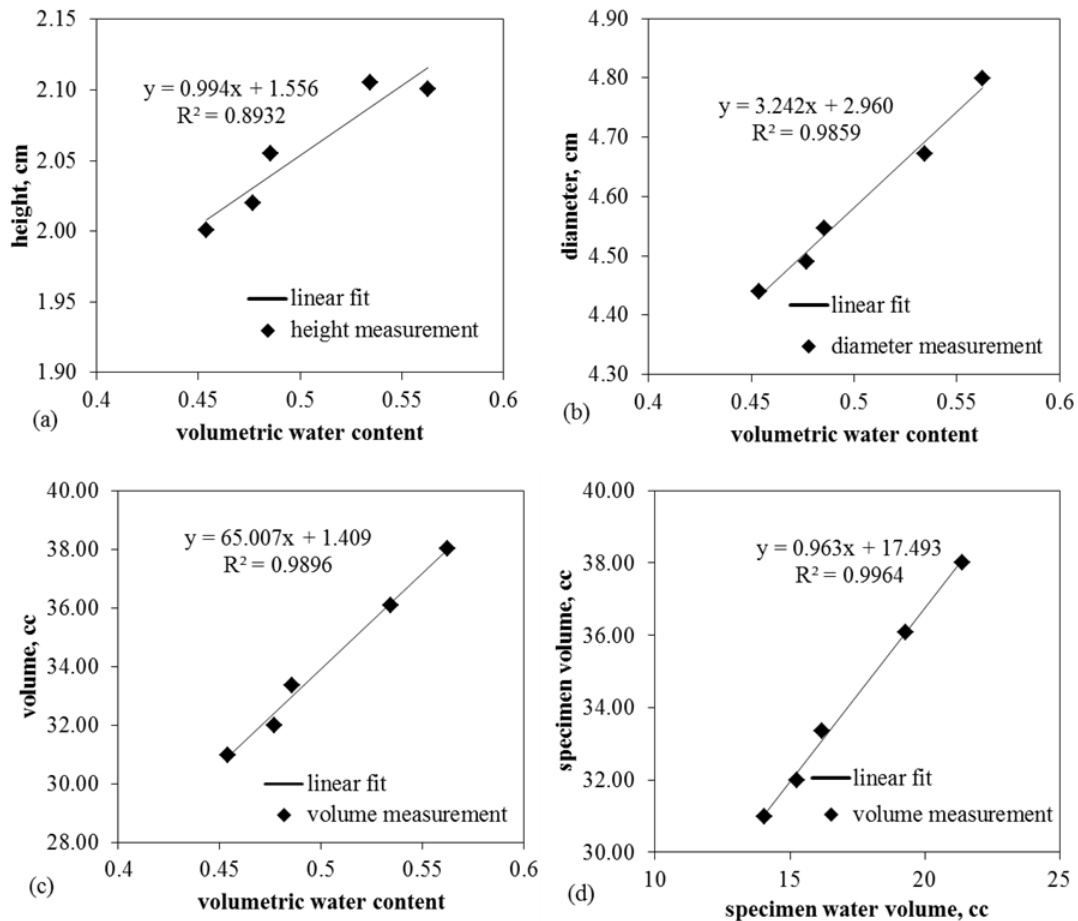 2.15
2.10
2.05
2.00
1.95
1.90
height, cm
y = 0.994x + 1.556
R² = 0.8932
linear fit
height measurement
0.4 0.45 0.5 0.55 0.6
(a)
volumetric water content
4.90
4.80
4.70
4.60
4.50
4.40
4.30
diameter, cm
y = 3.242x + 2.960
R² = 0.9859
linear fit
diameter measurement
0.4 0.45 0.5 0.55 0.6
(b)
volumetric water content
40.00
38.00
36.00
34.00
32.00
30.00
28.00
volume, cc
y = 65.007x + 1.409
R² = 0.9896
linear fit
volume measurement
0.4 0.45 0.5 0.55 0.6
(c)
volumetric water content
40.00
38.00
36.00
34.00
32.00
30.00
specimen volume, cc
y = 0.963x + 17.493
R² = 0.9964
linear fit
volume measurement
10 15 20 25
(d)
specimen water volume, cc